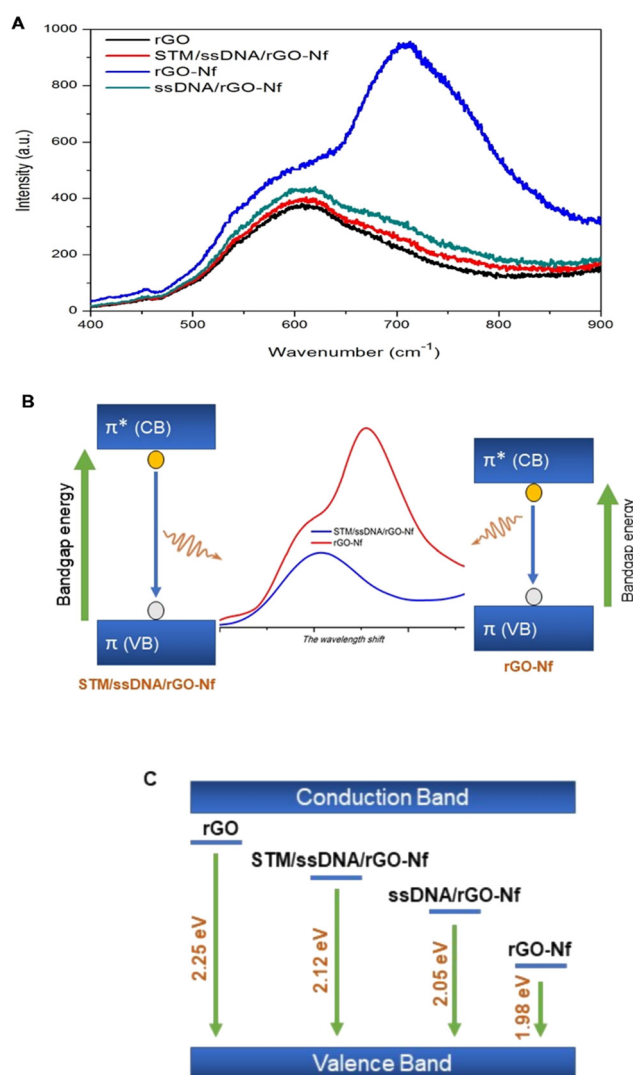 A
rGO
STM/ssDNA/rGO-Nf
rGO-Nf
ssDNA/rGO-Nf
Intensity (a.u.)
1000
800
600
400
200
0
400 500 600 700 800 900
Wavenumber (cm⁻¹)
B
π* (CB)
Bandgap energy
π (VB)
STM/ssDNA/rGO-Nf
STM/ssDNA/rGO-Nf
rGO-Nf
The wavelength shift
π* (CB)
Bandgap energy
π (VB)
rGO-Nf
C
Conduction Band
rGO
STM/ssDNA/rGO-Nf
ssDNA/rGO-Nf
rGO-Nf
2.25 eV
2.12 eV
2.05 eV
1.98 eV
Valence Band